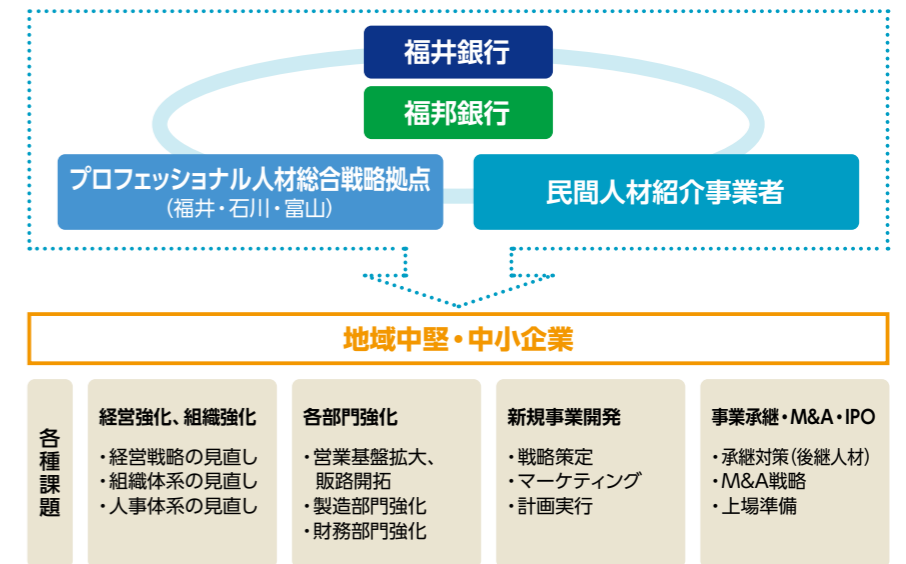 福井銀行
福邦銀行
プロフェッショナル人材総合戦略拠点
(福井・石川・富山)
民間人材紹介事業者
地域中堅・中小企業
各種課題
経営強化、組織強化
・経営戦略の見直し
・組織体系の見直し
・人事体系の見直し
各部門強化
・営業基盤拡大、
販路開拓
・製造部門強化
・財務部門強化
新規事業開発
・戦略策定
・マーケティング
・計画実行
事業承継・M&A・IPO
・承継対策(後継人材)
・M&A戦略
・上場準備